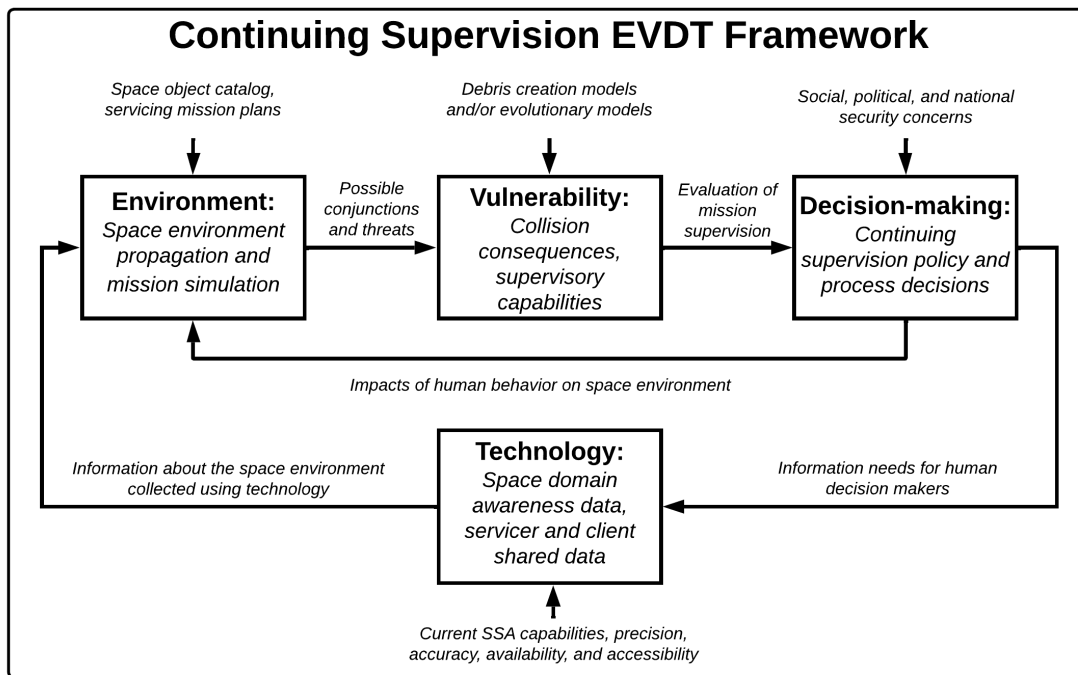 Continuing Supervision EVDT Framework
Space object catalog,
servicing mission plans
Debris creation models
and/or evolutionary models
Social, political, and national
security concerns
Environment:
Space environment
propagation and
mission simulation
Possible
conjunctions
and threats
Vulnerability:
Collision
consequences,
supervisory
capabilities
Evaluation of
mission
supervision
Decision-making:
Continuing
supervision policy and
process decisions
Impacts of human behavior on space environment
Information about the space environment
collected using technology
Technology:
Space domain
awareness data,
servicer and client
shared data
Information needs for human
decision makers
Current SSA capabilities, precision,
accuracy, availability, and accessibility